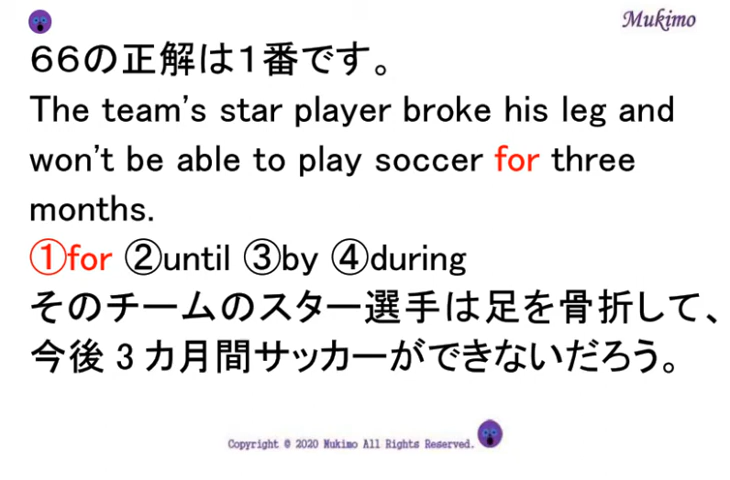 Mukimo
６６の正解は１番です。
The team's star player broke his leg and
won't be able to play soccer for three
months.
①for ②until ③by ④during
そのチームのスター選手は足を骨折して、
今後３カ月間サッカーができないだろう。
Copyright © 2020 Mukimo All Rights Reserved.